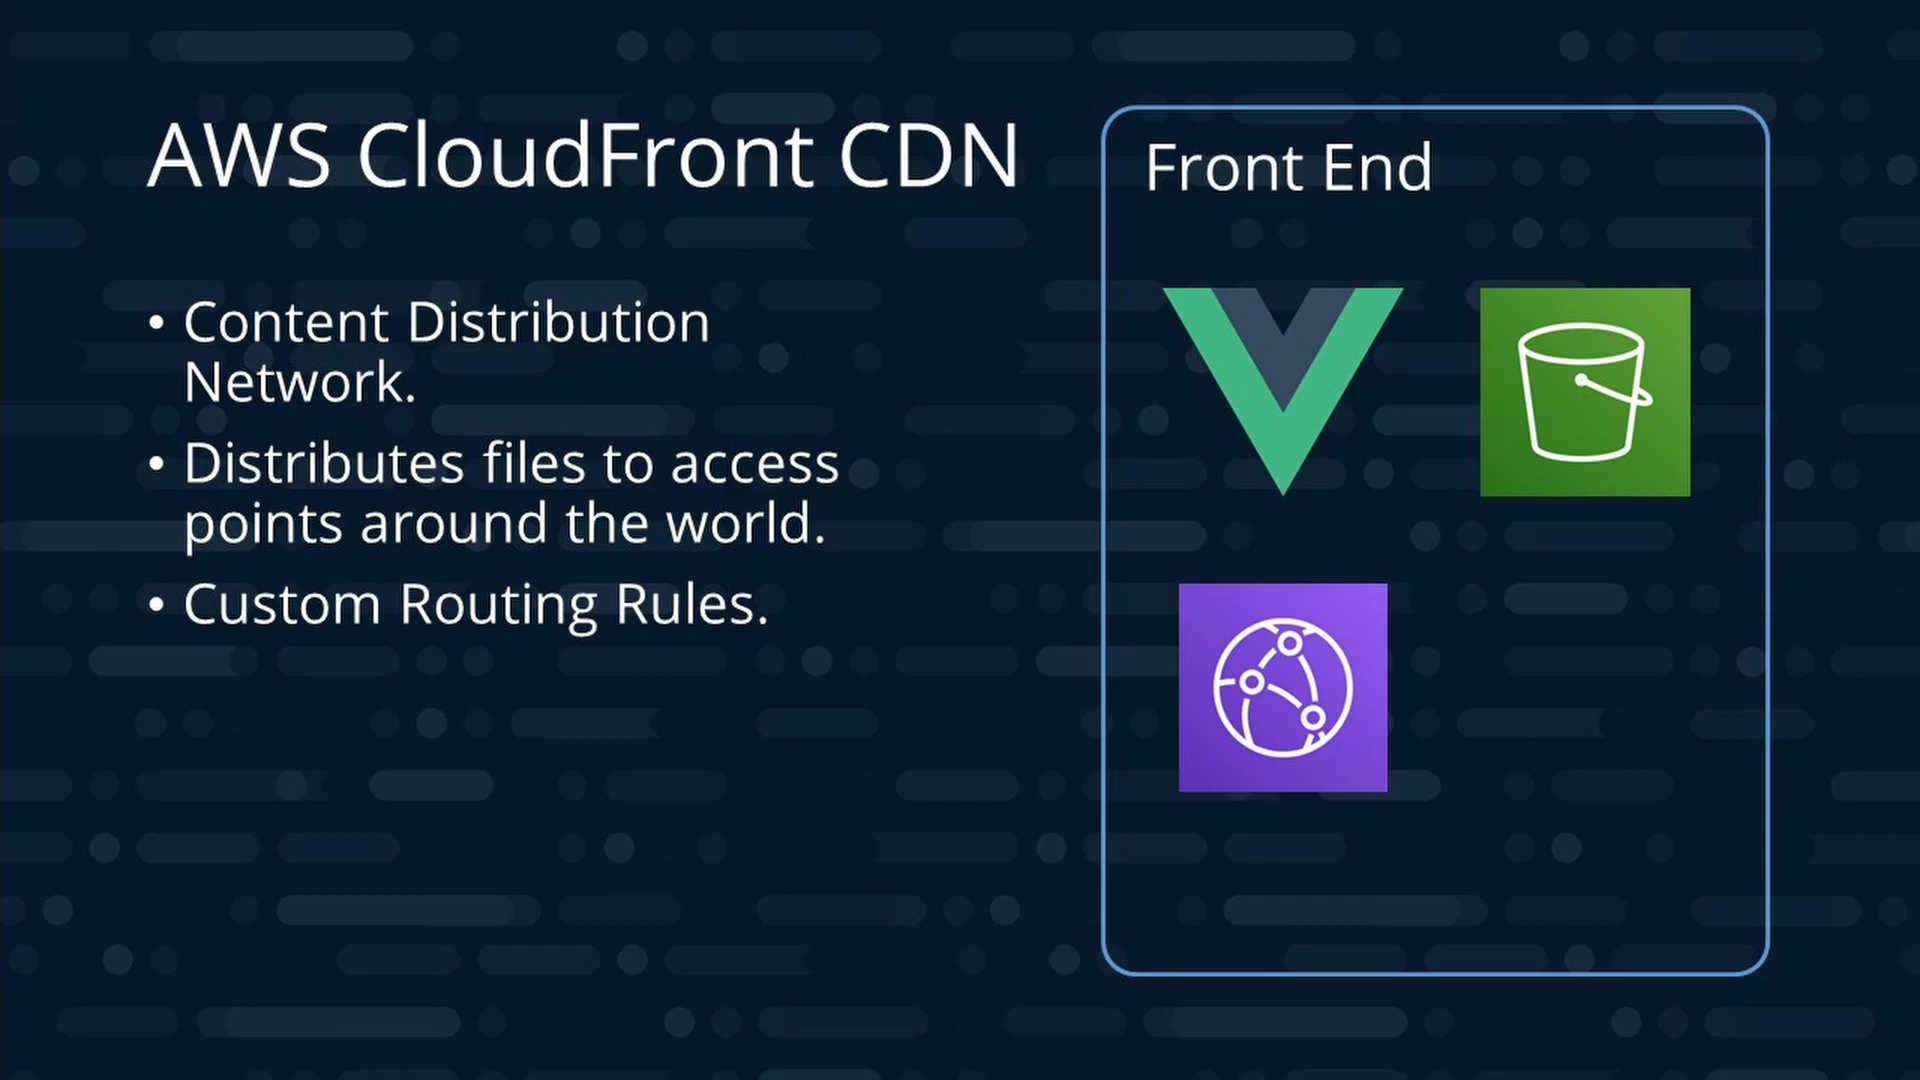 AWS CloudFront CDN
• Content Distribution
Network.
• Distributes files to access
points around the world.
• Custom Routing Rules.
Front End